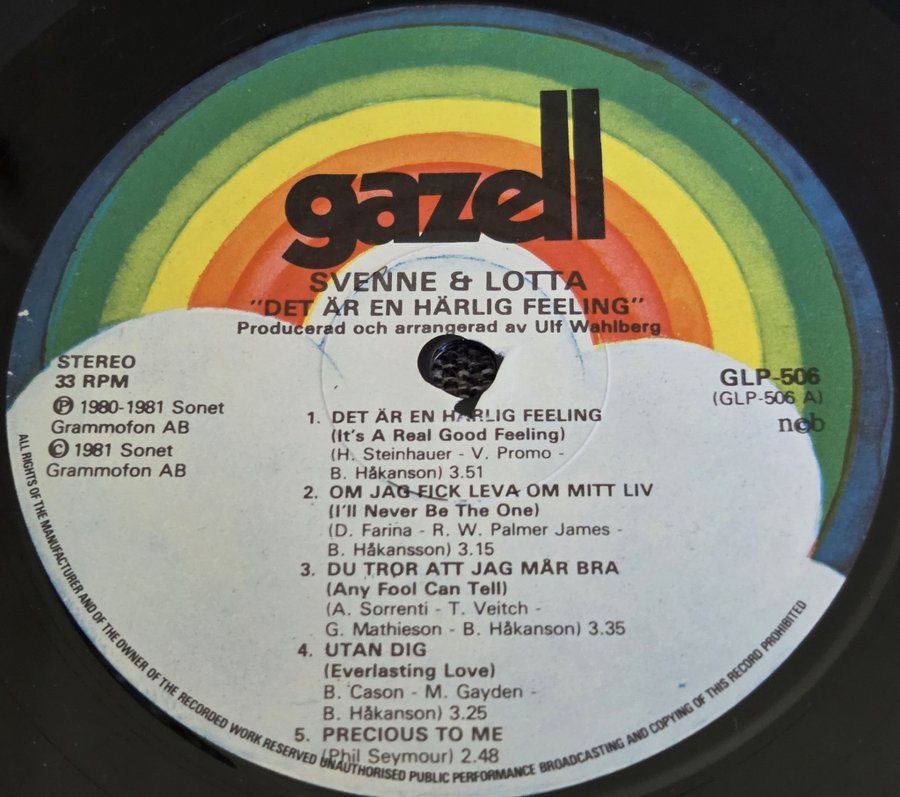 gazell
SVENNE & LOTTA
"DET ÄR EN HÄRLIG FEELING"
Producerad och arrangerad av Ulf Wahlberg
STEREO
33 RPM
Ⓟ 1980-1981 Sonet
Grammofon AB
© 1981 Sonet
Grammofon AB
GLP-506
(GLP-506 A)
ncb
1. DET ÄR EN HÄRLIG FEELING
(It's A Real Good Feeling)
(H. Steinhauer - V. Promo -
B. Håkanson) 3.51
2. OM JAG FICK LEVA OM MITT LIV
(I'll Never Be The One)
(D. Farina - R. W. Palmer James -
B. Håkansson) 3.15
3. DU TROR ATT JAG MÅR BRA
(Any Fool Can Tell)
(A. Sorrenti - T. Veitch -
G. Mathieson - B. Håkanson) 3.35
4. UTAN DIG
(Everlasting Love)
B. Cason - M. Gayden -
B. Håkanson) 3.25
5. PRECIOUS TO ME
(Phil Seymour) 2.48
ALL RIGHTS OF THE MANUFACTURER AND OF THE OWNER OF THE RECORDED WORK RESERVED UNAUTHORISED PUBLIC PERFORMANCE BROADCASTING AND COPYING OF THIS RECORD PROHIBITED